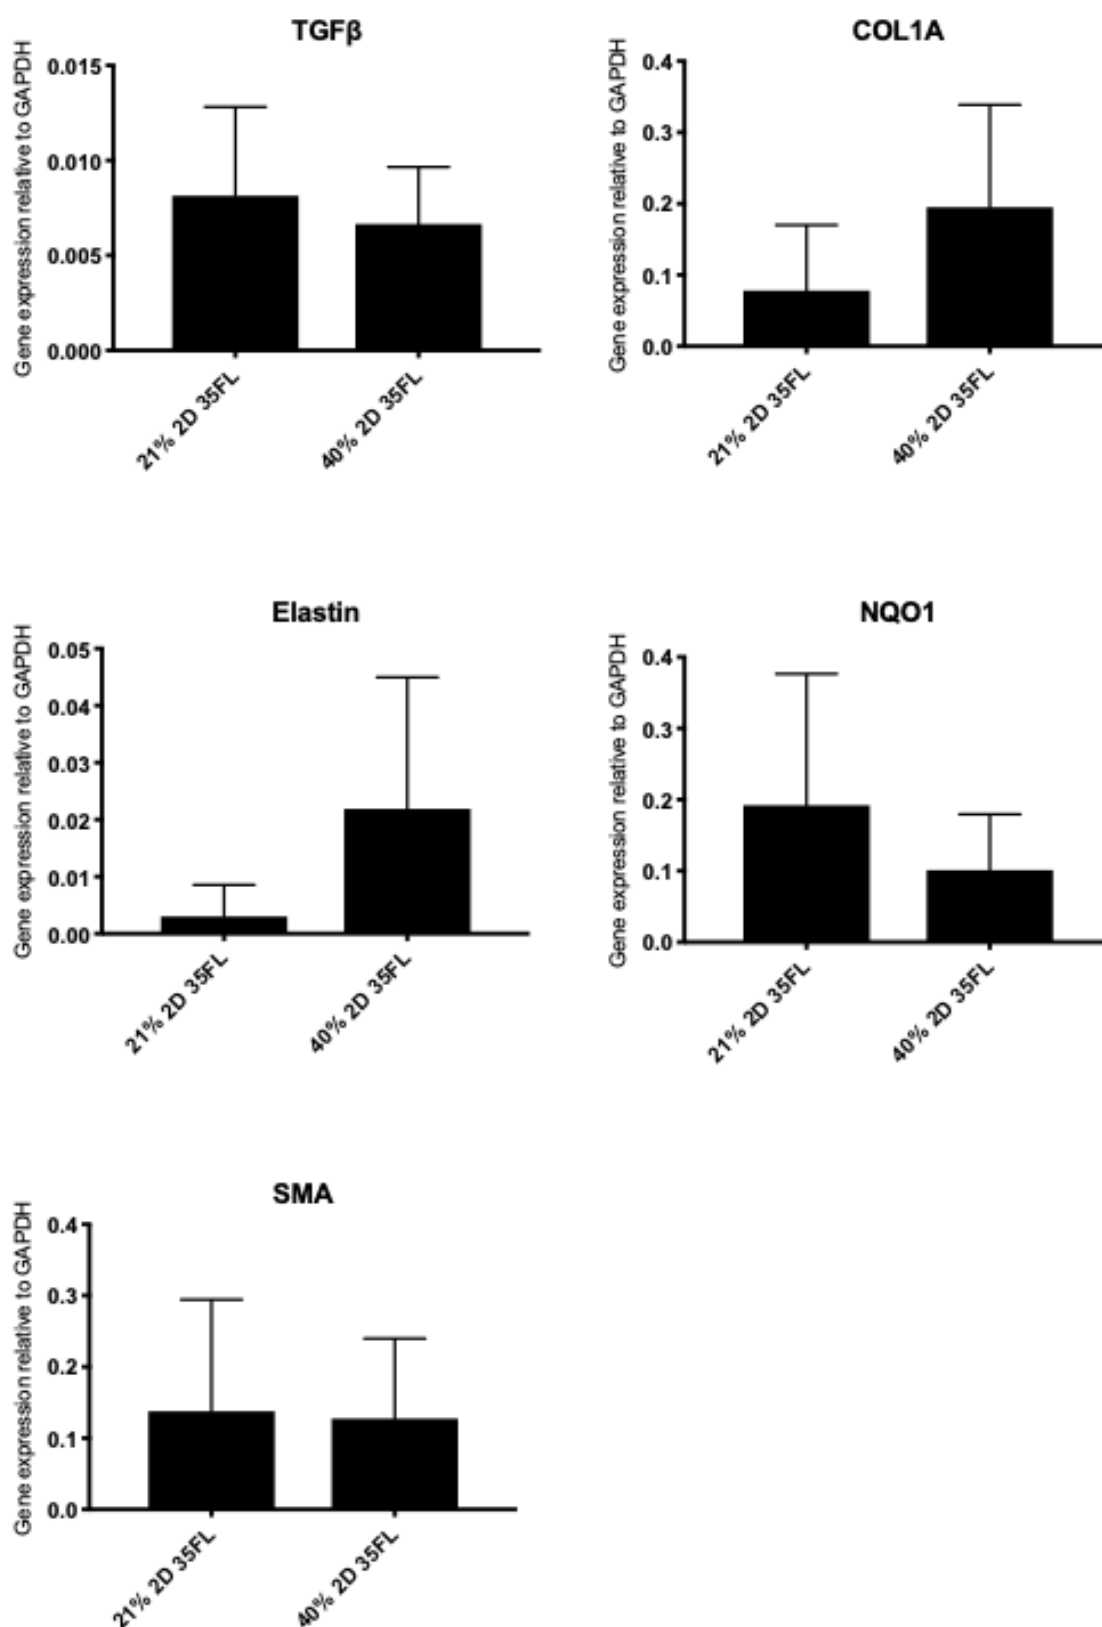 TGFβ
Gene expression relative to GAPDH
0.015
0.010
0.005
0.000
21% 2D 35FL
40% 2D 35FL
COL1A
Gene expression relative to GAPDH
0.4
0.3
0.2
0.1
0.0
21% 2D 35FL
40% 2D 35FL
Elastin
Gene expression relative to GAPDH
0.05
0.04
0.03
0.02
0.01
0.00
21% 2D 35FL
40% 2D 35FL
NQO1
Gene expression relative to GAPDH
0.4
0.3
0.2
0.1
0.0
21% 2D 35FL
40% 2D 35FL
SMA
Gene expression relative to GAPDH
0.4
0.3
0.2
0.1
0.0
21% 2D 35FL
40% 2D 35FL